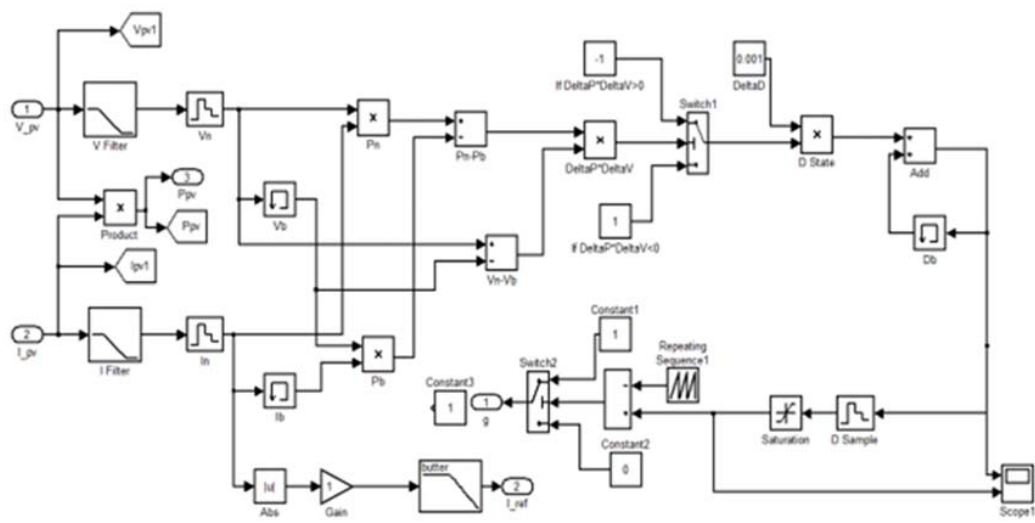 Vpv1
-1
0.001
If DeltaP*DeltaV>0
DeltaD
Switch1
1
V_pv
V Filter
Vn
x
Pn
+
-
Pn-Pb
x
DeltaP*DeltaV
x
D State
+
+
Add
3
Ppv
x
Product
Ppv
Vb
1
If DeltaP*DeltaV<0
+
-
Vn-Vb
Db
Ipv1
2
I_pv
I Filter
In
x
Pb
Constant1
1
Repeating
Sequence1
Switch2
Constant3
1
1
g
-
+
Saturation
D Sample
Ib
Constant2
0
|u|
Abs
1
Gain
butter
2
I_ref
Scope1